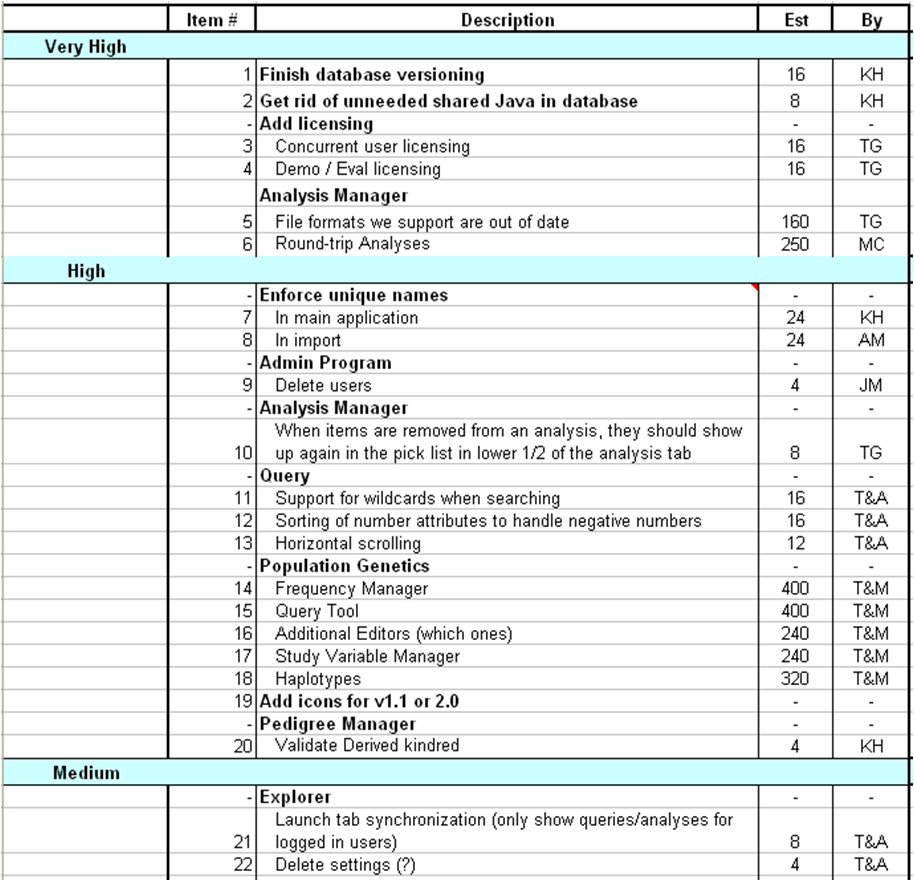 Item # Description Est By
Very High
1 Finish database versioning 16 KH
2 Get rid of unneeded shared Java in database 8 KH
- Add licensing - -
3 Concurrent user licensing 16 TG
4 Demo / Eval licensing 16 TG
Analysis Manager
5 File formats we support are out of date 160 TG
6 Round-trip Analyses 250 MC
High
- Enforce unique names - -
7 In main application 24 KH
8 In import 24 AM
- Admin Program - -
9 Delete users 4 JM
- Analysis Manager - -
When items are removed from an analysis, they should show
10 up again in the pick list in lower 1/2 of the analysis tab 8 TG
- Query - -
11 Support for wildcards when searching 16 T&A
12 Sorting of number attributes to handle negative numbers 16 T&A
13 Horizontal scrolling 12 T&A
- Population Genetics - -
14 Frequency Manager 400 T&M
15 Query Tool 400 T&M
16 Additional Editors (which ones) 240 T&M
17 Study Variable Manager 240 T&M
18 Haplotypes 320 T&M
19 Add icons for v1.1 or 2.0 - -
- Pedigree Manager - -
20 Validate Derived kindred 4 KH
Medium
- Explorer - -
Launch tab synchronization (only show queries/analyses for
21 logged in users) 8 T&A
22 Delete settings (?) 4 T&A